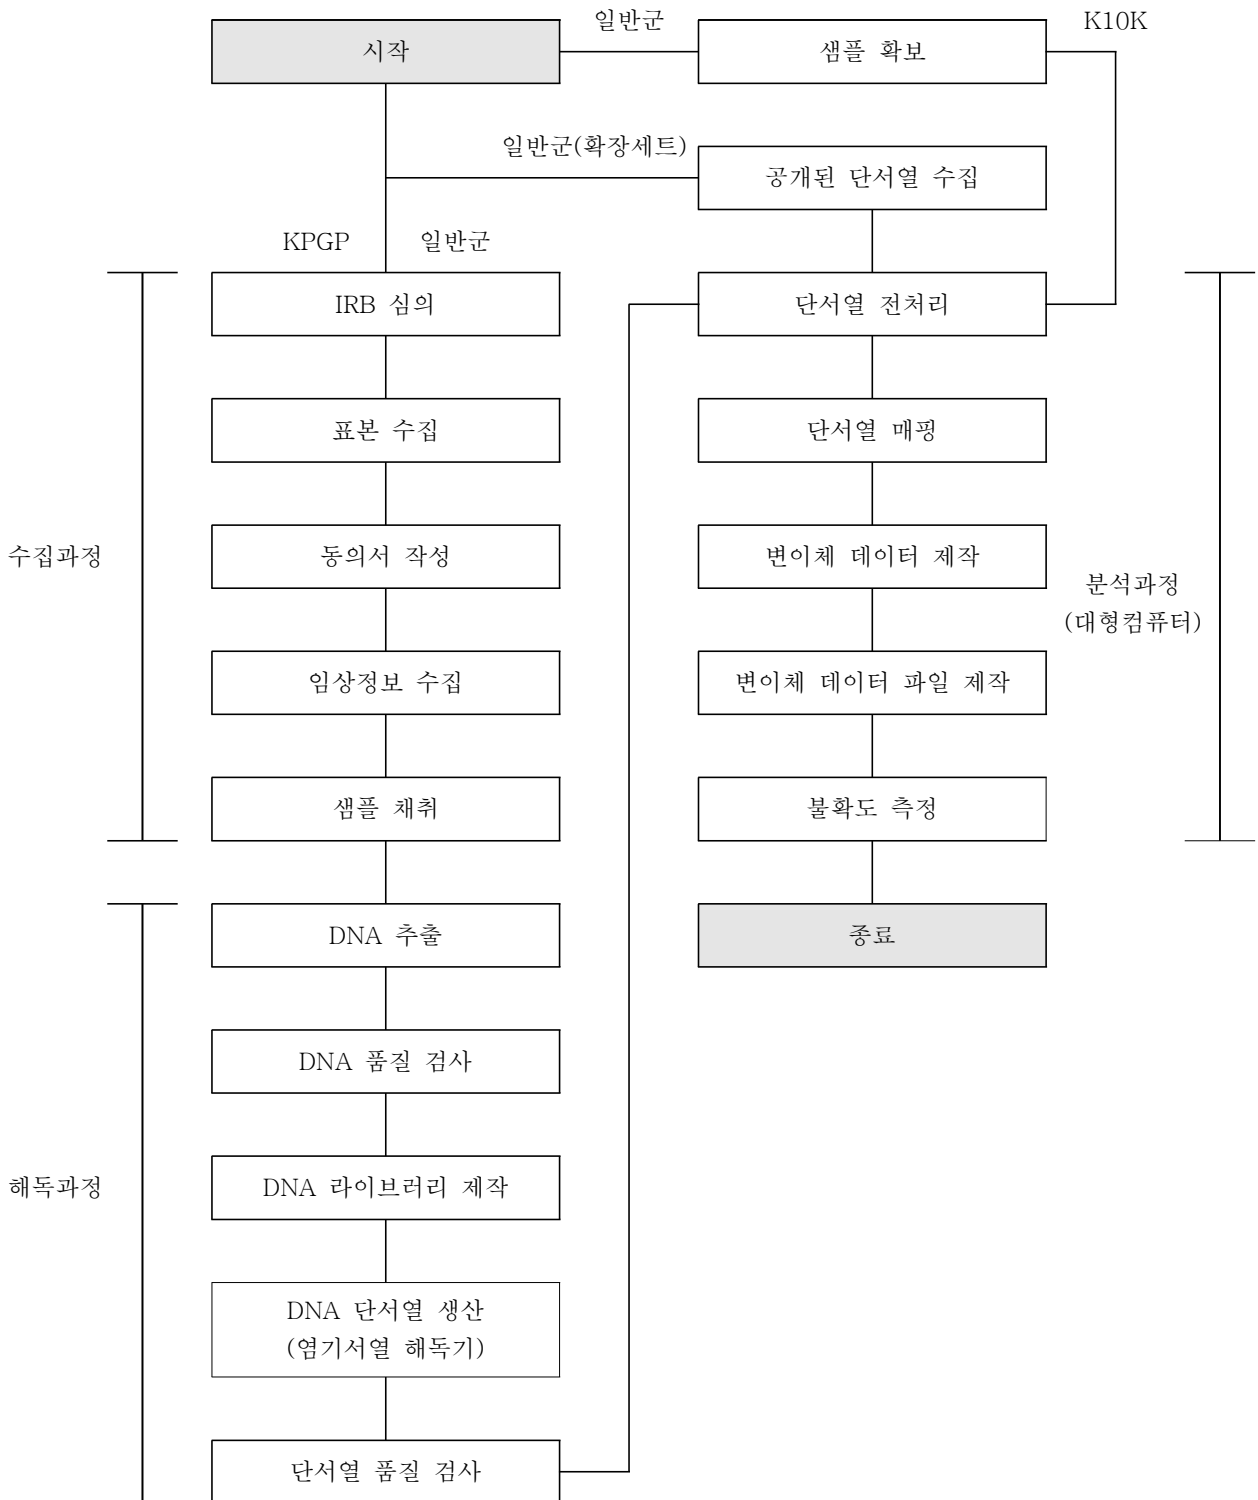 일반군
K10K
시작
샘플 확보
일반군(확장세트)
공개된 단서열 수집
KPGP
일반군
IRB 심의
단서열 전처리
표본 수집
단서열 매핑
수집과정
동의서 작성
변이체 데이터 제작
분석과정
(대형컴퓨터)
임상정보 수집
변이체 데이터 파일 제작
샘플 채취
불확도 측정
DNA 추출
종료
DNA 품질 검사
해독과정
DNA 라이브러리 제작
DNA 단서열 생산
(염기서열 해독기)
단서열 품질 검사